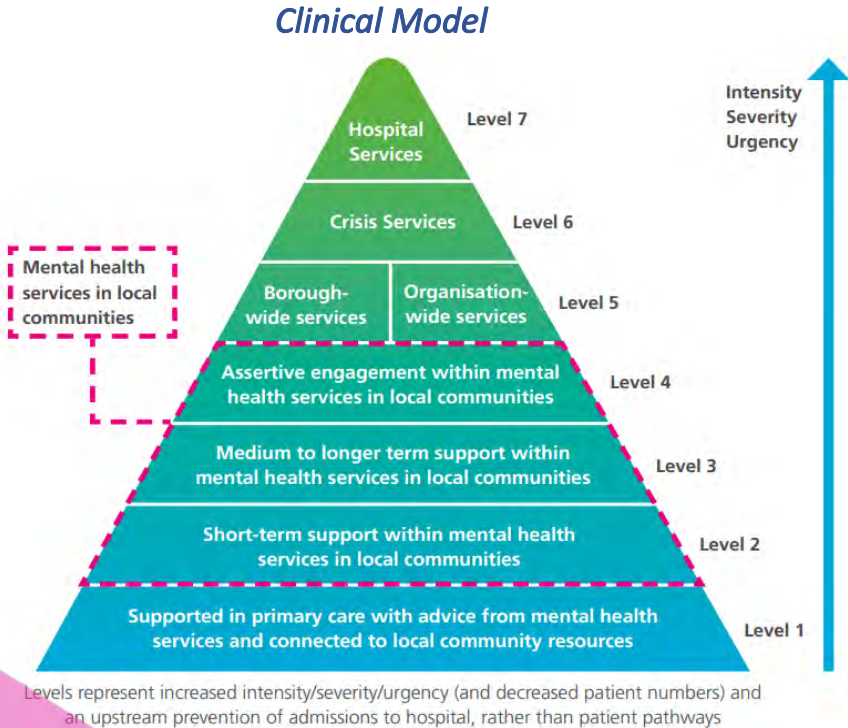 Clinical Model
Intensity
Severity
Urgency
Hospital
Services
Level 7
Crisis Services
Level 6
Mental health
services in local
communities
Borough-
wide services
Organisation-
wide services
Level 5
Assertive engagement within mental
health services in local communities
Level 4
Medium to longer term support within
mental health services in local communities
Level 3
Short-term support within mental health
services in local communities
Level 2
Supported in primary care with advice from mental health
services and connected to local community resources
Level 1
Levels represent increased intensity/severity/urgency (and decreased patient numbers) and
an upstream prevention of admissions to hospital, rather than patient pathways